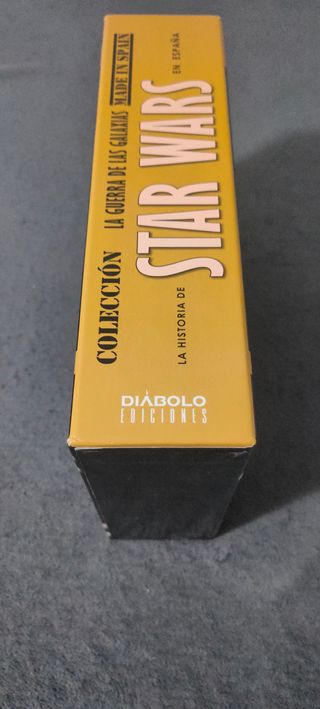 COLECCIÓN LA GUERRA DE LAS GALAXIAS MADE IN SPAIN
LA HISTORIA DE STAR WARS EN ESPAÑA
DIÁBOLO
EDICIONES